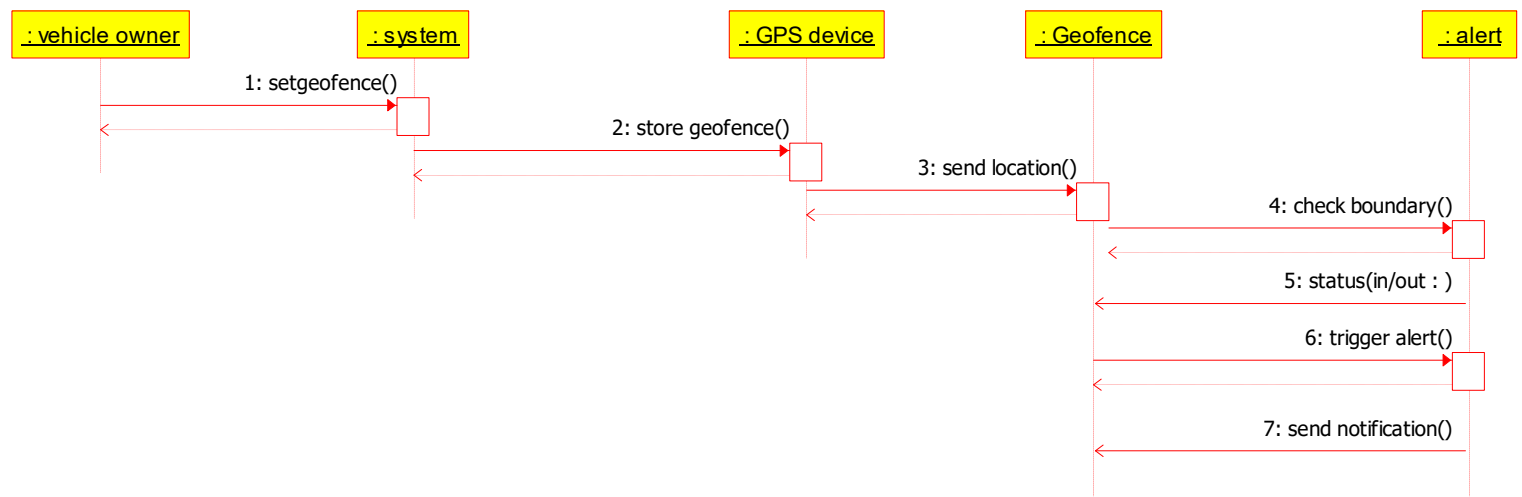 : vehicle owner
: system
: GPS device
: Geofence
: alert
1: setgeofence()
2: store geofence()
3: send location()
4: check boundary()
5: status(in/out : )
6: trigger alert()
7: send notification()